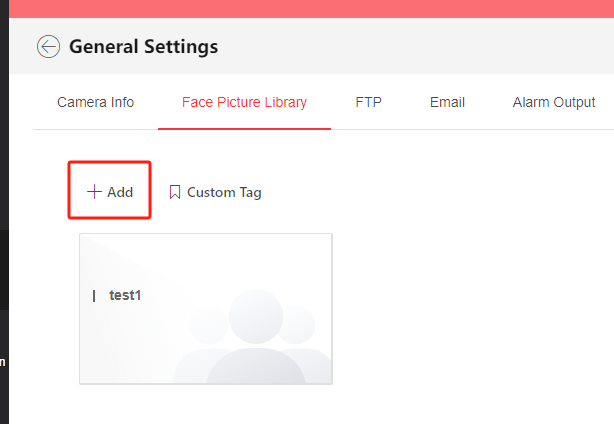 General Settings
Camera Info Face Picture Library FTP Email Alarm Output
Add Custom Tag
test1
n